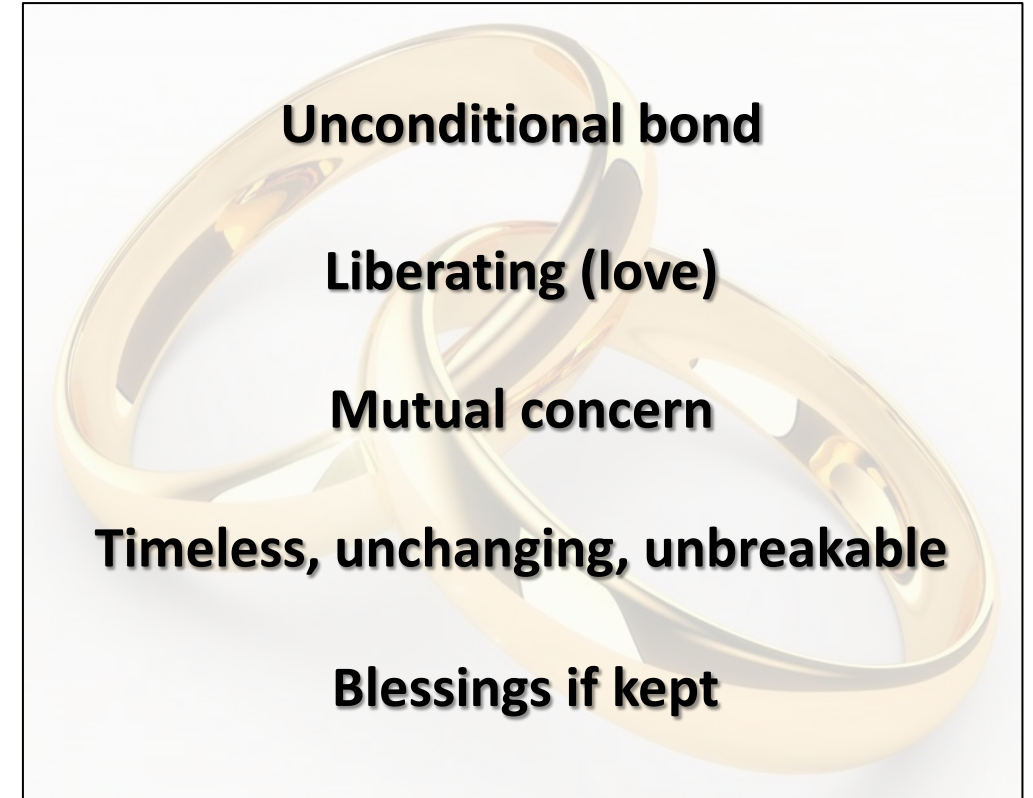 Unconditional bond
Liberating (love)
Mutual concern
Timeless, unchanging, unbreakable
Blessings if kept